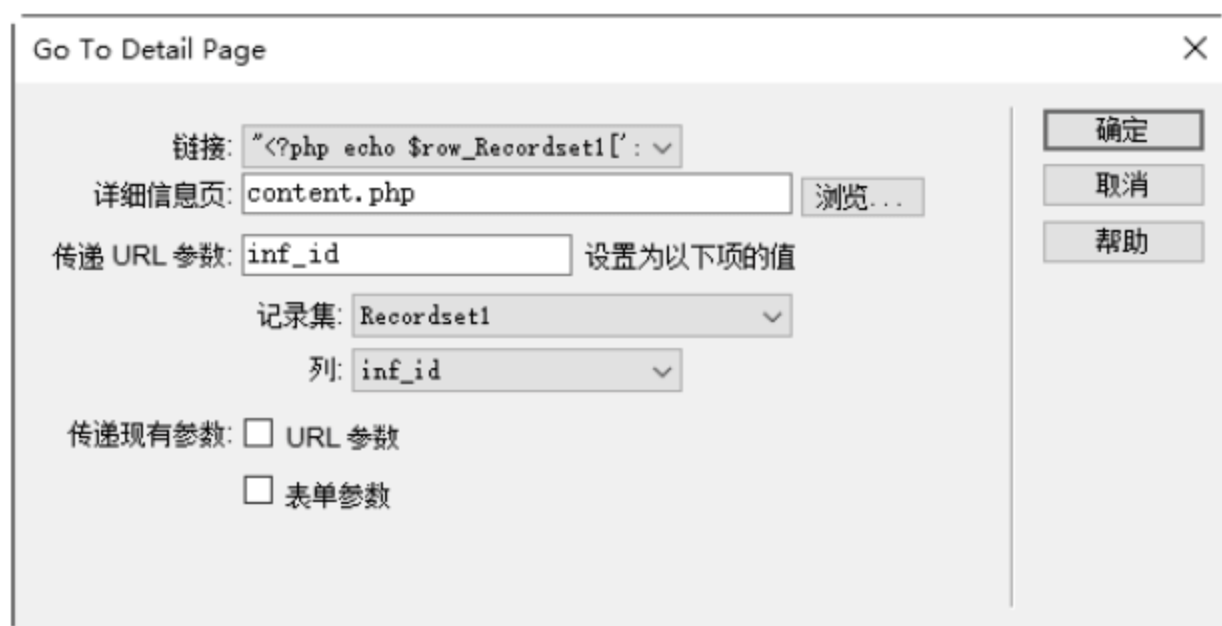 Go To Detail Page
链接: "<?php echo $row_Recordset1[':
确定
详细信息页: content.php 浏览...
取消
传递 URL 参数: inf_id 设置为以下项的值
帮助
记录集: Recordset1
列: inf_id
传递现有参数: URL 参数
表单参数